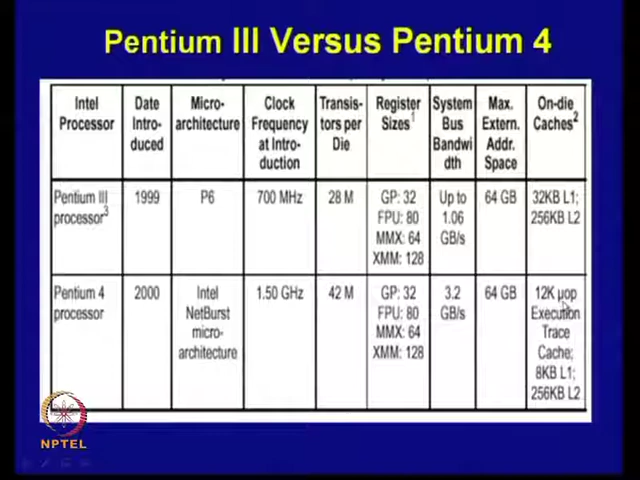 Pentium III Versus Pentium 4
Intel Processor | Date Intro- duced | Micro- architecture | Clock Frequency at Intro- duction | Transis- tors per Die | Register Sizes1 | System Bus Bandwi dth | Max. Extern. Addr. Space | On-die Caches2
Pentium III processor3 | 1999 | P6 | 700 MHz | 28 M | GP: 32 FPU: 80 MMX: 64 XMM: 128 | Up to 1.06 GB/s | 64 GB | 32KB L1; 256KB L2
Pentium 4 processor | 2000 | Intel NetBurst micro- architecture | 1.50 GHz | 42 M | GP: 32 FPU: 80 MMX: 64 XMM: 128 | 3.2 GB/s | 64 GB | 12K µop Execution Trace Cache; 8KB L1; 256KB L2
NPTEL